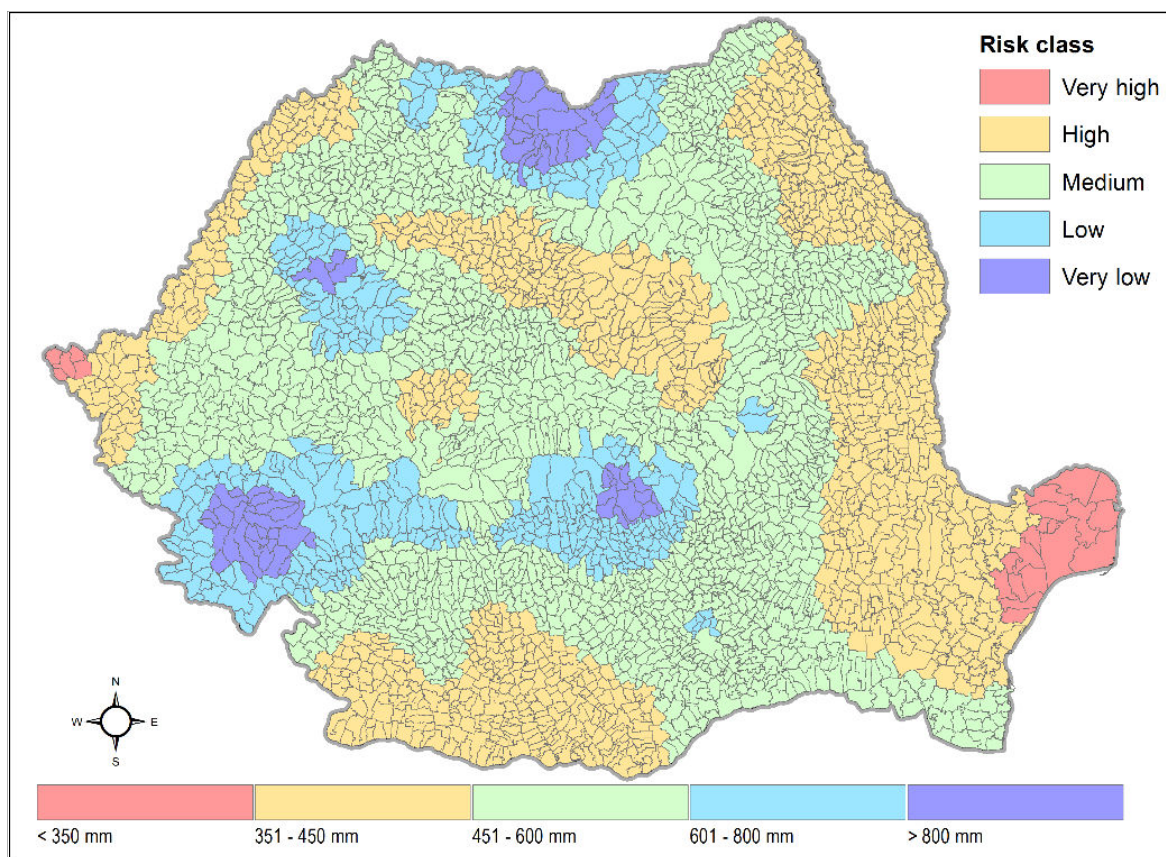 Risk class
Very high
High
Medium
Low
Very low
N
W E
S
< 350 mm 351 - 450 mm 451 - 600 mm 601 - 800 mm > 800 mm